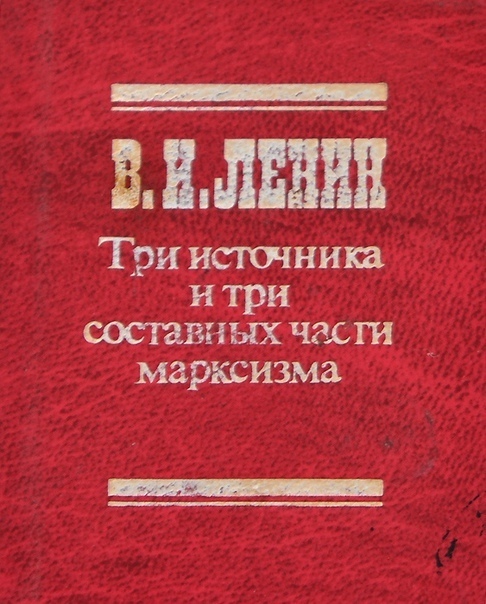 В. И. ЛЕНИН
Три источника
и три
составных части
марксизма